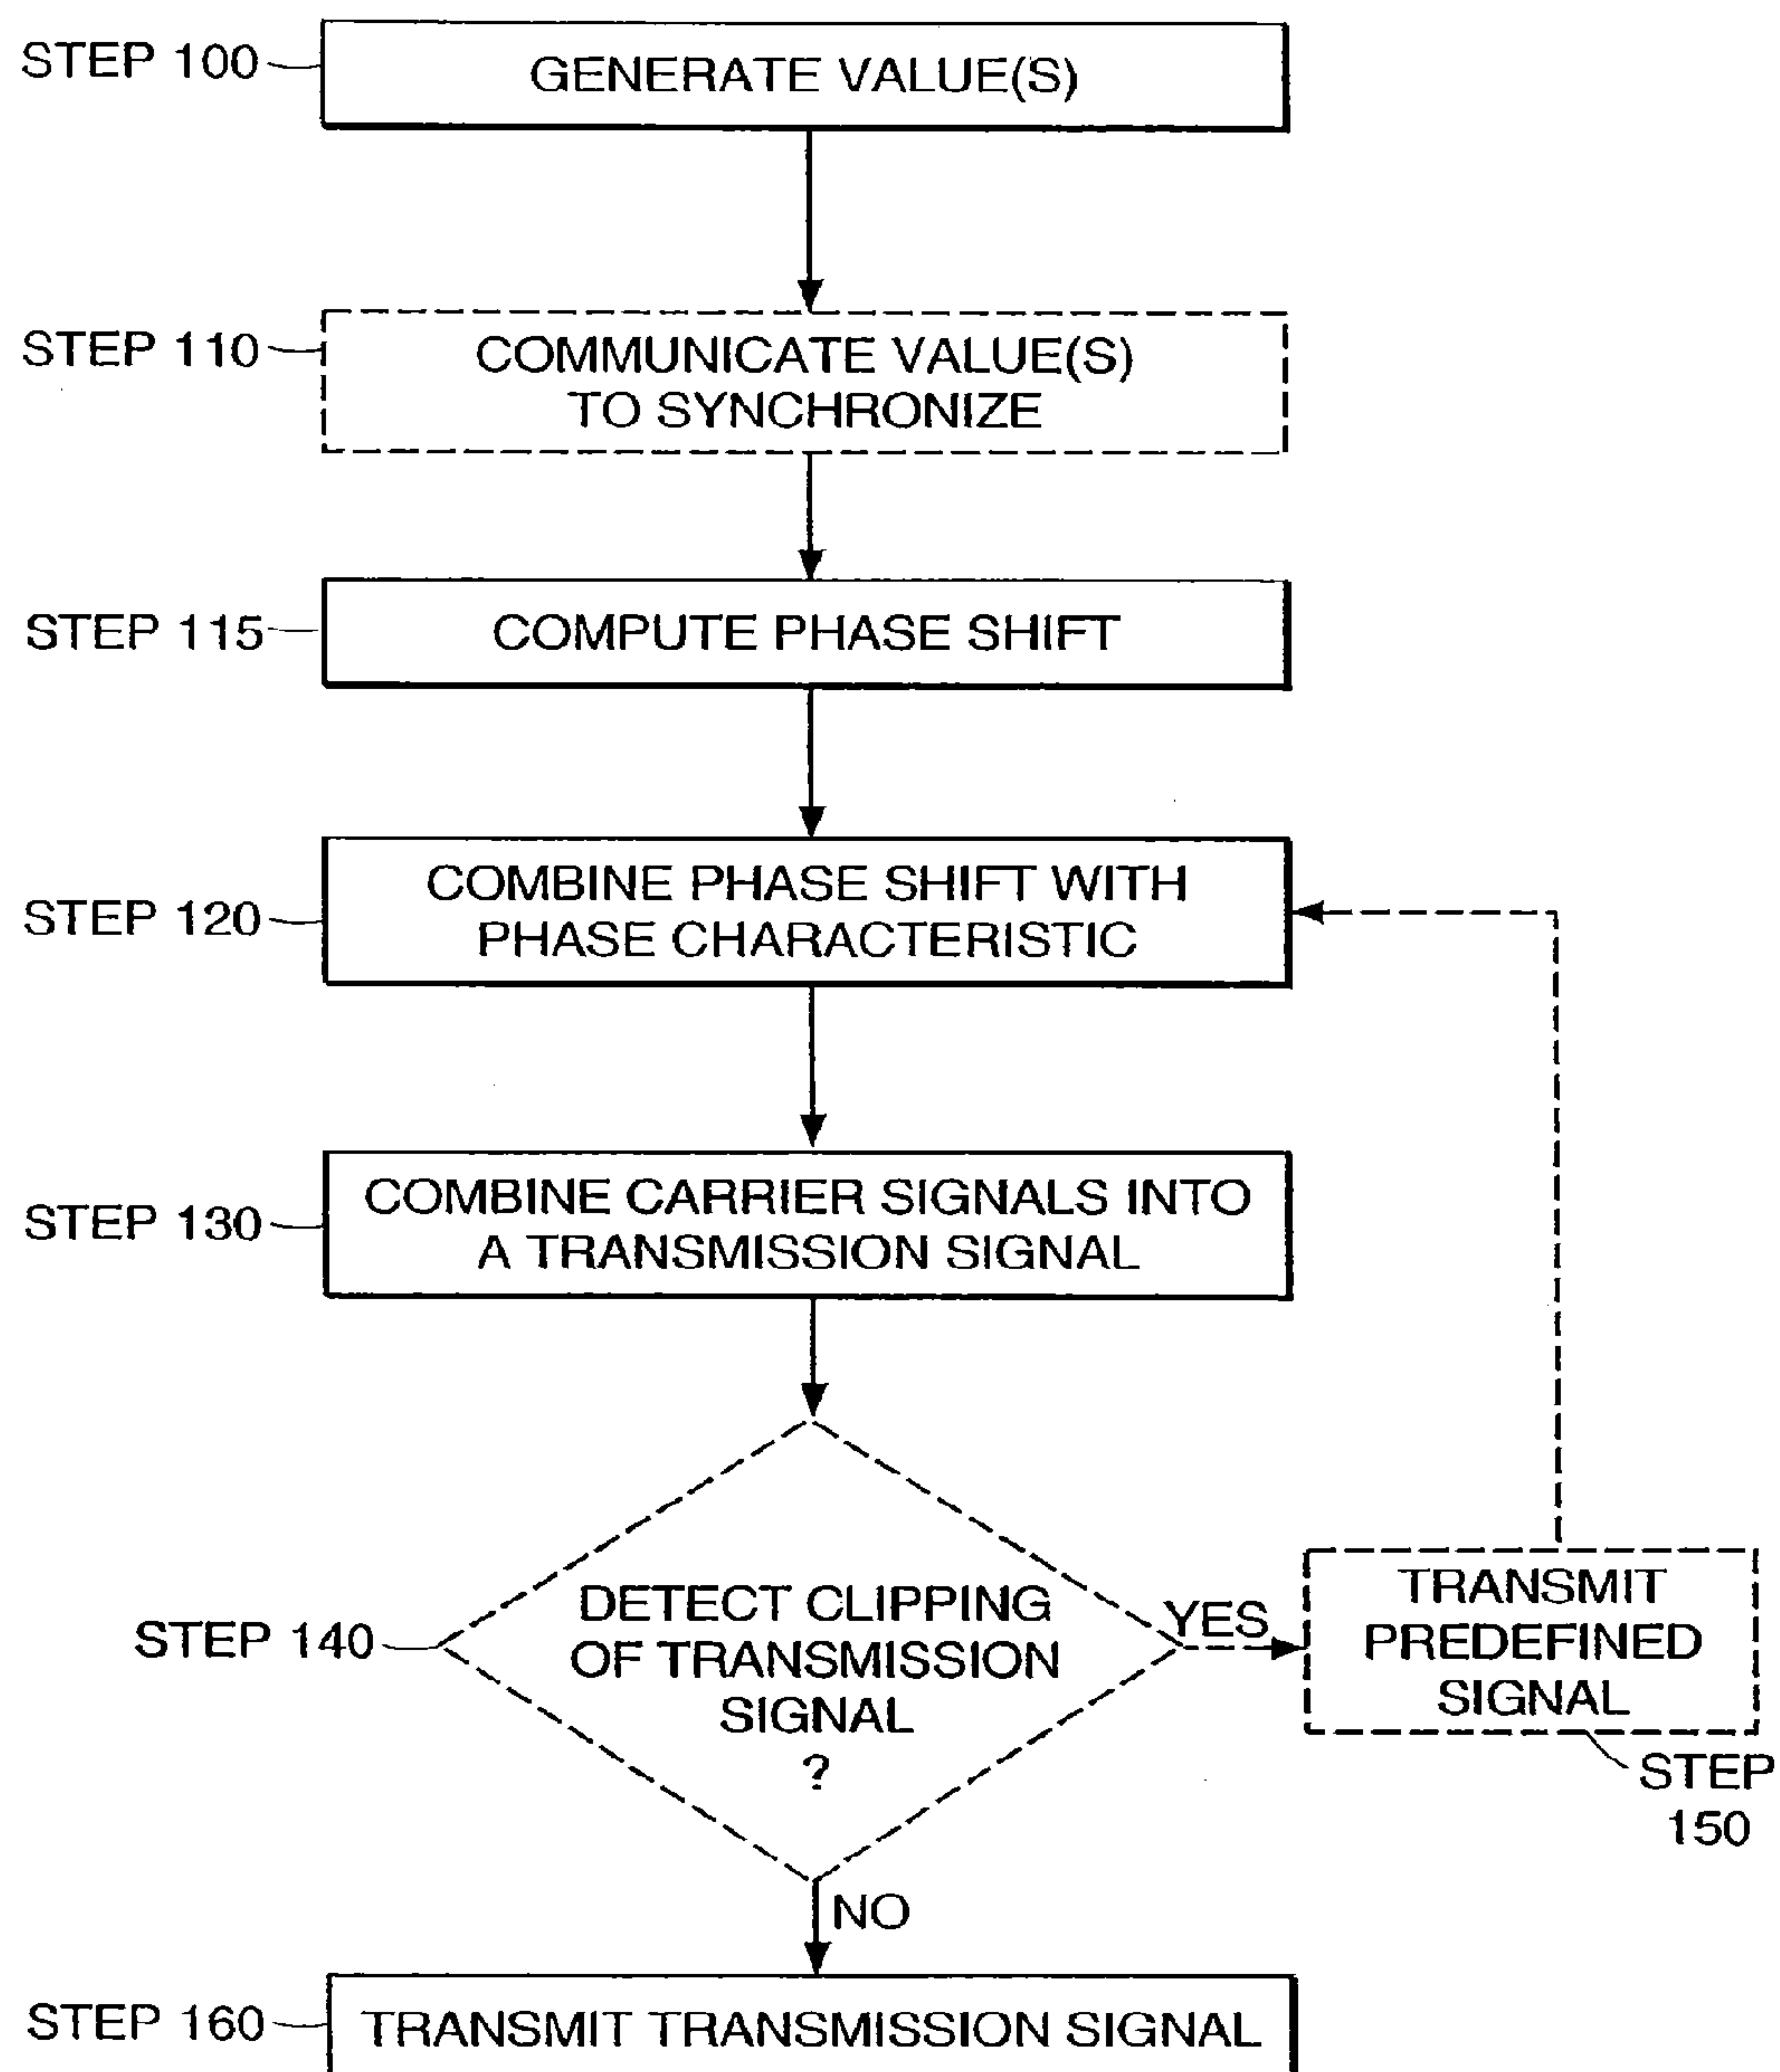 STEP 100
GENERATE VALUE(S)
STEP 110
COMMUNICATE VALUE(S)
TO SYNCHRONIZE
STEP 115
COMPUTE PHASE SHIFT
STEP 120
COMBINE PHASE SHIFT WITH
PHASE CHARACTERISTIC
STEP 130
COMBINE CARRIER SIGNALS INTO
A TRANSMISSION SIGNAL
STEP 140
DETECT CLIPPING
OF TRANSMISSION
SIGNAL
?
YES
TRANSMIT
PREDEFINED
SIGNAL
STEP
150
NO
STEP 160
TRANSMIT TRANSMISSION SIGNAL